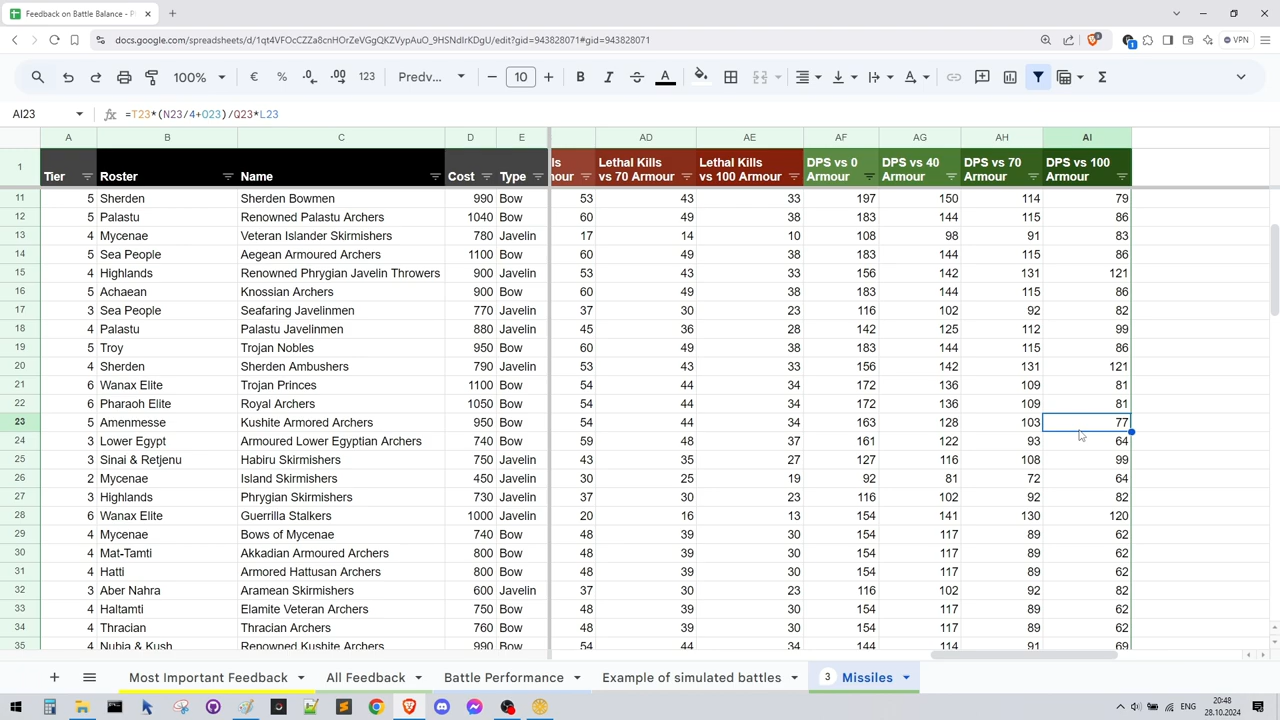 Feedback on Battle Balance - Pl
docs.google.com/spreadsheets/d/1qt4VFOcCZZa8cnHOrZeVGgQKZVypAuO_9HSNdIrKDgU/edit?gid=943828071#gid=943828071
VPN
100% € % .0 .00 123 Predv... 10 B I A
AI23 =T23*(N23/4+O23)/Q23*L23
A B C D E AD AE AF AG AH AI
1 Tier Roster Name Cost Type ls nour Lethal Kills vs 70 Armour Lethal Kills vs 100 Armour DPS vs 0 Armour DPS vs 40 Armour DPS vs 70 Armour DPS vs 100 Armour
11 5 Sherden Sherden Bowmen 990 Bow 53 43 33 197 150 114 79
12 5 Palastu Renowned Palastu Archers 1040 Bow 60 49 38 183 144 115 86
13 4 Mycenae Veteran Islander Skirmishers 780 Javelin 17 14 10 108 98 91 83
14 5 Sea People Aegean Armoured Archers 1100 Bow 60 49 38 183 144 115 86
15 4 Highlands Renowned Phrygian Javelin Throwers 900 Javelin 53 43 33 156 142 131 121
16 5 Achaean Knossian Archers 900 Bow 60 49 38 183 144 115 86
17 3 Sea People Seafaring Javelinmen 770 Javelin 37 30 23 116 102 92 82
18 4 Palastu Palastu Javelinmen 880 Javelin 45 36 28 142 125 112 99
19 5 Troy Trojan Nobles 950 Bow 60 49 38 183 144 115 86
20 4 Sherden Sherden Ambushers 790 Javelin 53 43 33 156 142 131 121
21 6 Wanax Elite Trojan Princes 1100 Bow 54 44 34 172 136 109 81
22 6 Pharaoh Elite Royal Archers 1050 Bow 54 44 34 172 136 109 81
23 5 Amenmesse Kushite Armored Archers 950 Bow 54 44 34 163 128 103 77
24 3 Lower Egypt Armoured Lower Egyptian Archers 740 Bow 59 48 37 161 122 93 64
25 3 Sinai & Retjenu Habiru Skirmishers 750 Javelin 43 35 27 127 116 108 99
26 2 Mycenae Island Skirmishers 450 Javelin 30 25 19 92 81 72 64
27 3 Highlands Phrygian Skirmishers 730 Javelin 37 30 23 116 102 92 82
28 6 Wanax Elite Guerrilla Stalkers 1000 Javelin 20 16 13 154 141 130 120
29 4 Mycenae Bows of Mycenae 740 Bow 48 39 30 154 117 89 62
30 4 Mat-Tamti Akkadian Armoured Archers 800 Bow 48 39 30 154 117 89 62
31 4 Hatti Armored Hattusan Archers 800 Bow 48 39 30 154 117 89 62
32 3 Aber Nahra Aramean Skirmishers 600 Javelin 37 30 23 116 102 92 82
33 4 Haltamti Elamite Veteran Archers 750 Bow 48 39 30 154 117 89 62
34 4 Thracian Thracian Archers 760 Bow 48 39 30 154 117 89 62
35 4 Nubia & Kush Renowned Kushite Archers 990 Bow 54 44 34 144 114 91 69
Most Important Feedback All Feedback Battle Performance Example of simulated battles 3 Missiles
ENG 20:48
28.10.2024